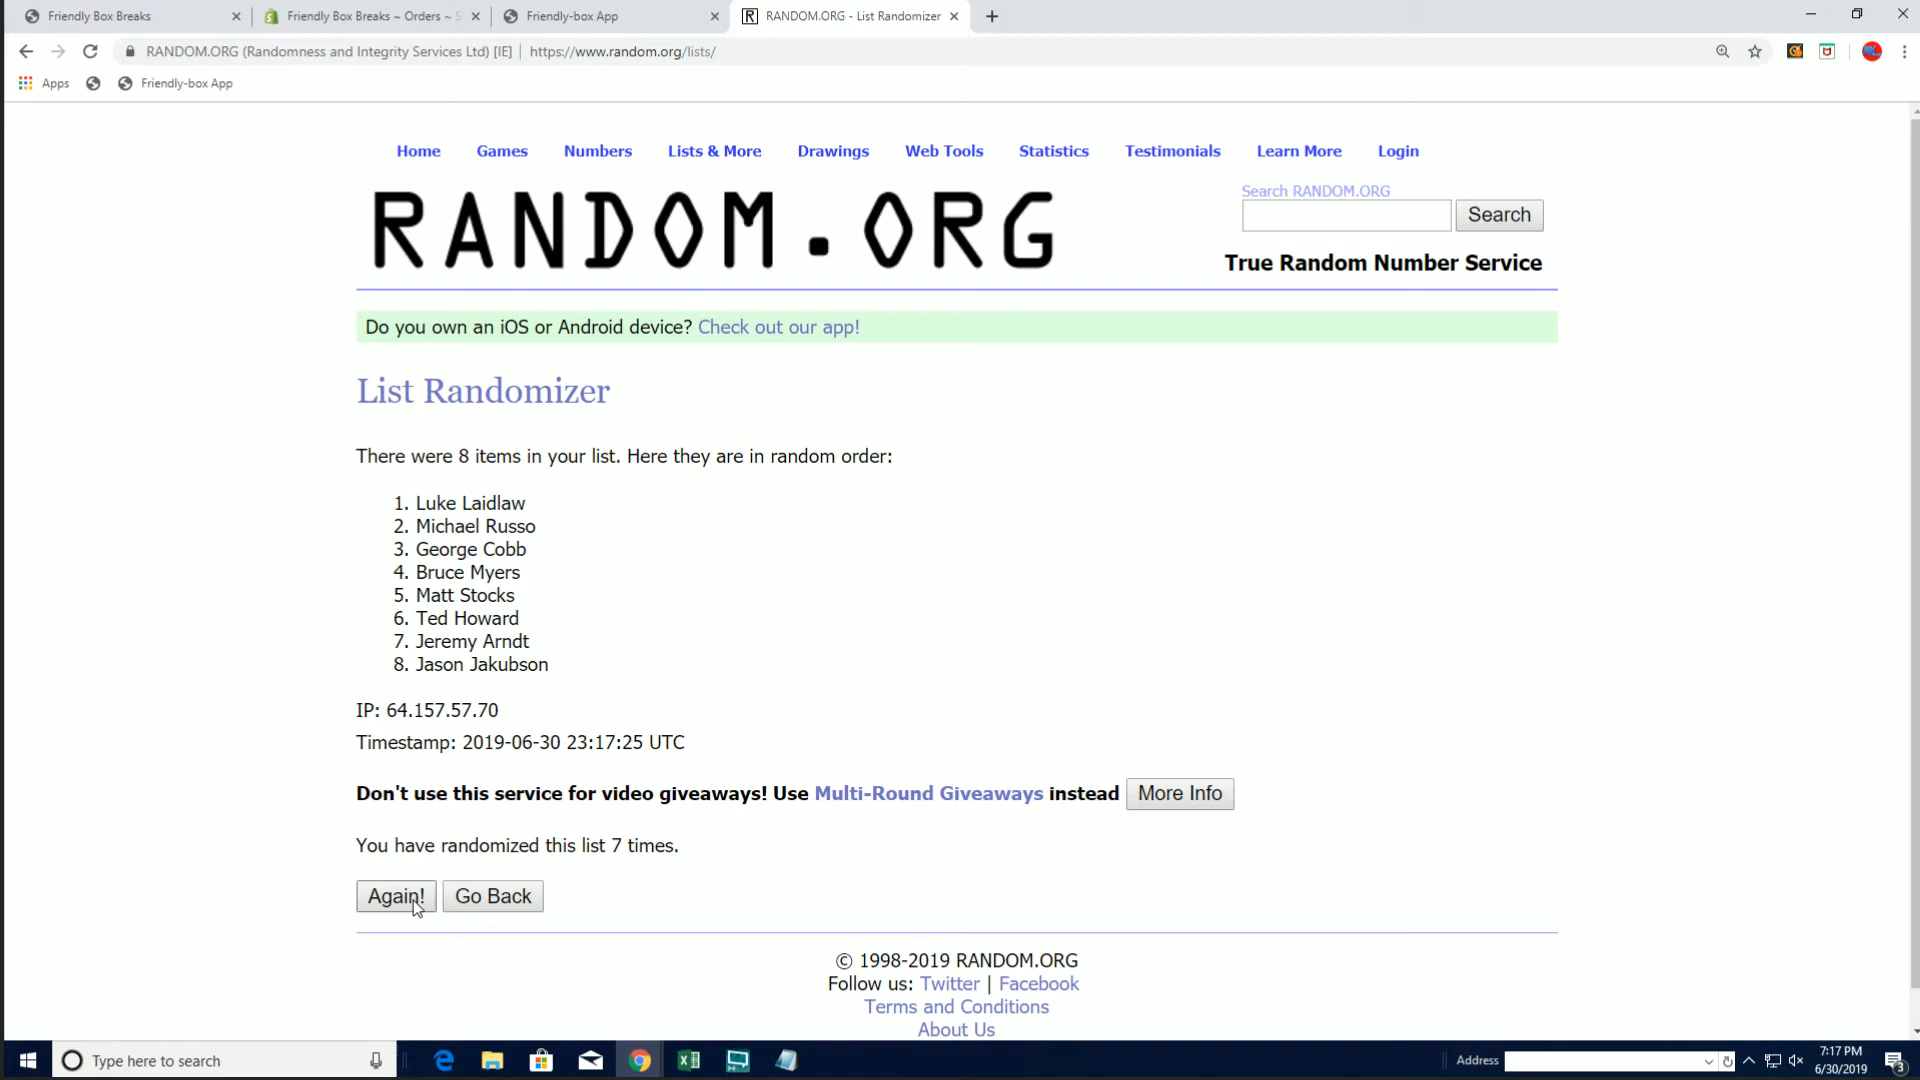 Friendly Box Breaks
Friendly Box Breaks ~ Orders ~ S
Friendly-box App
RANDOM.ORG - List Randomizer
RANDOM.ORG (Randomness and Integrity Services Ltd) [IE] | https://www.random.org/lists/
Apps
Friendly-box App
Home Games Numbers Lists & More Drawings Web Tools Statistics Testimonials Learn More Login
RANDOM.ORG
Search RANDOM.ORG
Search
True Random Number Service
Do you own an iOS or Android device? Check out our app!
List Randomizer
There were 8 items in your list. Here they are in random order:
1. Luke Laidlaw
2. Michael Russo
3. George Cobb
4. Bruce Myers
5. Matt Stocks
6. Ted Howard
7. Jeremy Arndt
8. Jason Jakubson
IP: 64.157.57.70
Timestamp: 2019-06-30 23:17:25 UTC
Don't use this service for video giveaways! Use Multi-Round Giveaways instead More Info
You have randomized this list 7 times.
Again! Go Back
© 1998-2019 RANDOM.ORG
Follow us: Twitter | Facebook
Terms and Conditions
About Us
Type here to search
Address
7:17 PM
6/30/2019
3